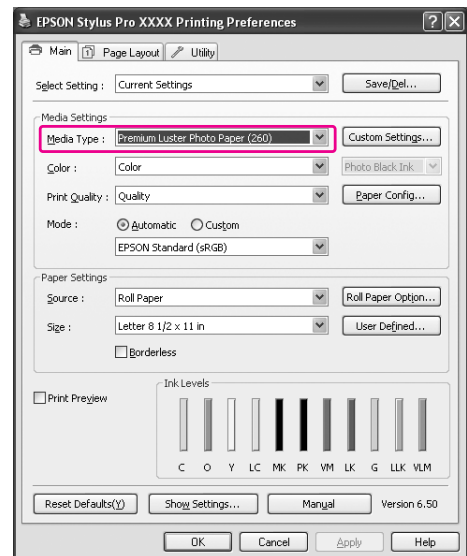 EPSON Stylus Pro XXXX Printing Preferences
Main Page Layout Utility
Select Setting : Current Settings Save/Del...
Media Settings
Media Type : Premium Luster Photo Paper (260) Custom Settings...
Color : Color Photo Black Ink
Print Quality : Quality Paper Config...
Mode : Automatic Custom
EPSON Standard (sRGB)
Paper Settings
Source : Roll Paper Roll Paper Option...
Size : Letter 8 1/2 x 11 in User Defined...
Borderless
Print Preview
Ink Levels
C O Y LC MK PK VM LK G LLK VLM
Reset Defaults(Y) Show Settings... Manual Version 6.50
OK Cancel Apply Help